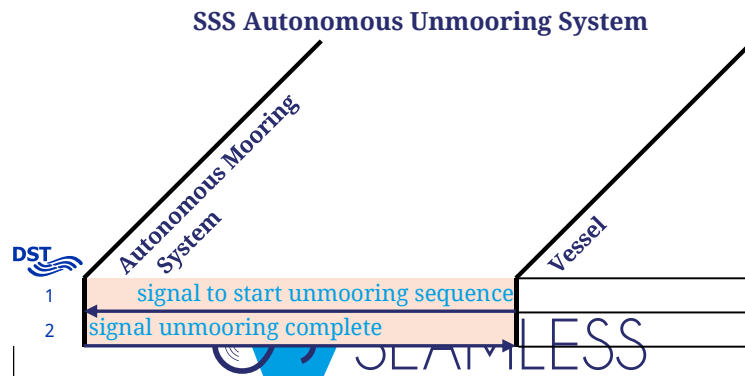 SSS Autonomous Unmooring System
Autonomous Mooring
System
Vessel
DST
1 signal to start unmooring sequence
2 signal unmooring complete
SEAMLESS